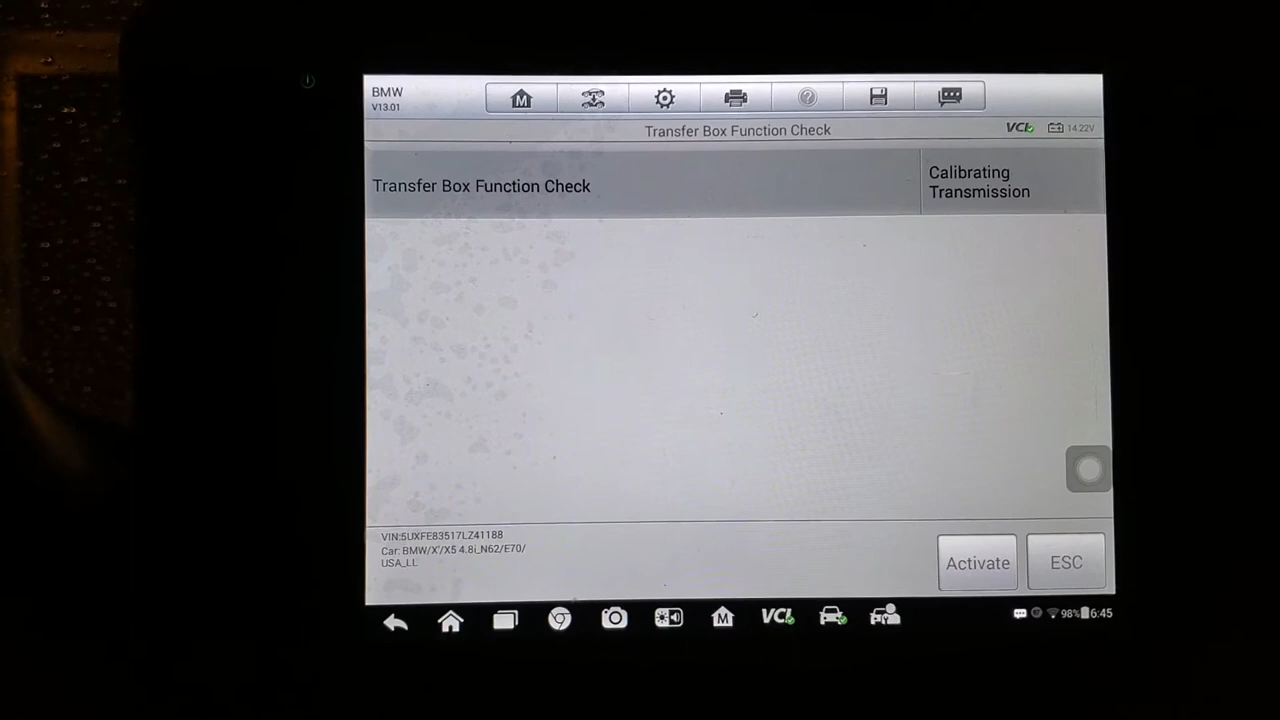 BMW
V13.01
M
Transfer Box Function Check
VCI
14.22V
Transfer Box Function Check
Calibrating
Transmission
VIN:5UXFE83517LZ41188
Car: BMW/X'/X5 4.8i_N62/E70/
USA_LL
Activate
ESC
M
VCI
98%
6:45